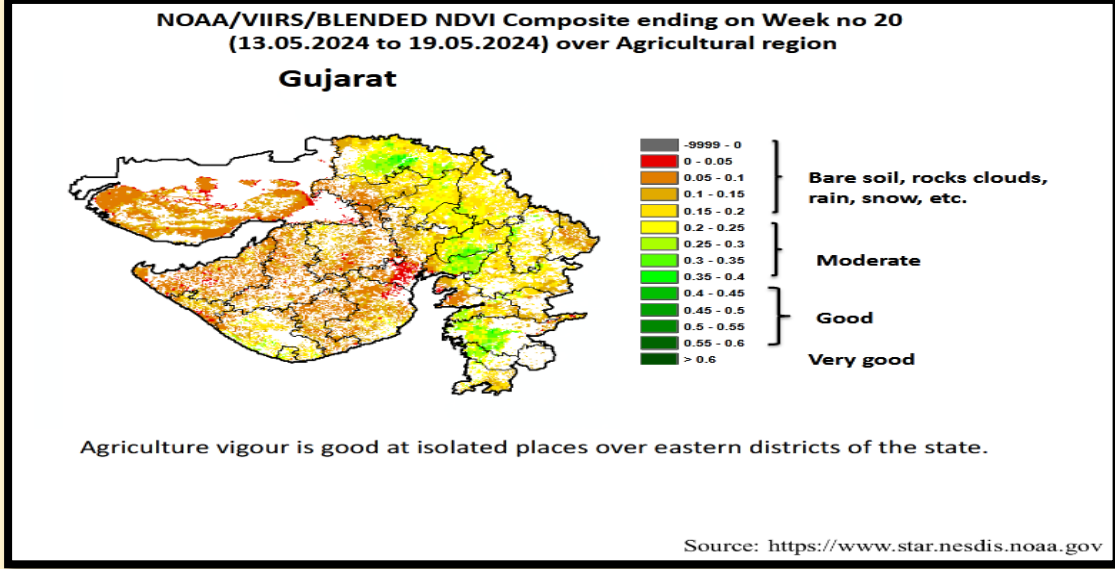 NOAA/VIIRS/BLENDED NDVI Composite ending on Week no 20
(13.05.2024 to 19.05.2024) over Agricultural region
Gujarat
-9999 - 0
0 - 0.05
0.05 - 0.1
0.1 - 0.15
0.15 - 0.2
0.2 - 0.25
0.25 - 0.3
0.3 - 0.35
0.35 - 0.4
0.4 - 0.45
0.45 - 0.5
0.5 - 0.55
0.55 - 0.6
> 0.6
Bare soil, rocks clouds,
rain, snow, etc.
Moderate
Good
Very good
Agriculture vigour is good at isolated places over eastern districts of the state.
Source: https://www.star.nesdis.noaa.gov